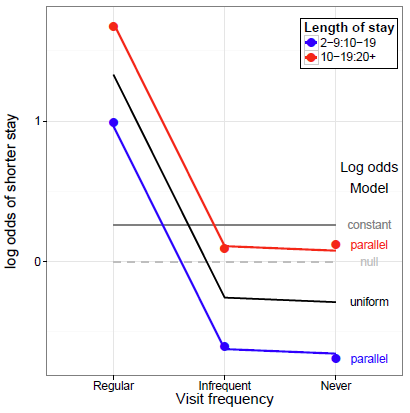 Length of stay
2−9:10−19
10−19:20+
log odds of shorter stay
1
0
Log odds
Model
constant
parallel
null
uniform
parallel
Regular
Infrequent
Never
Visit frequency